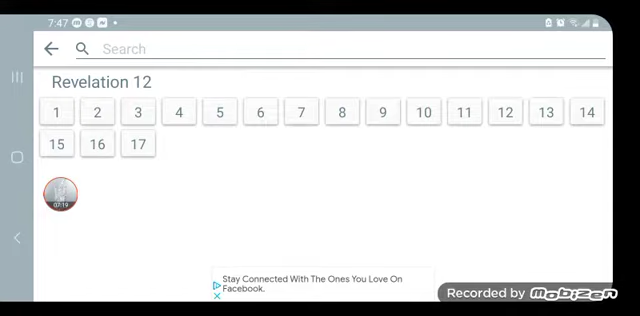 7:47
Search
Revelation 12
1 2 3 4 5 6 7 8 9 10 11 12 13 14
15 16 17
07:19
Stay Connected With The Ones You Love On
Facebook.
Recorded by Mobizen